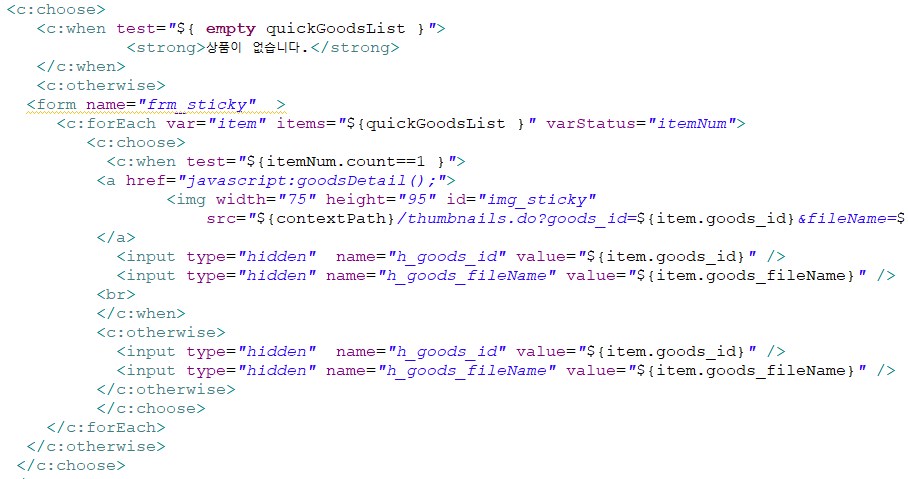 <c:choose>
<c:when test="${ empty quickGoodsList }">
<strong>상품이 없습니다.</strong>
</c:when>
<c:otherwise>
<form name="frm_sticky"  >
<c:forEach var="item" items="${quickGoodsList }" varStatus="itemNum">
<c:choose>
<c:when test="${itemNum.count==1 }">
<a href="javascript:goodsDetail();">
<img width="75" height="95" id="img_sticky"
src="${contextPath}/thumbnails.do?goods_id=${item.goods_id}&fileName=$
</a>
<input type="hidden"  name="h_goods_id" value="${item.goods_id}" />
<input type="hidden" name="h_goods_fileName" value="${item.goods_fileName}" />
<br>
</c:when>
<c:otherwise>
<input type="hidden"  name="h_goods_id" value="${item.goods_id}" />
<input type="hidden" name="h_goods_fileName" value="${item.goods_fileName}" />
</c:otherwise>
</c:choose>
</c:forEach>
</c:otherwise>
</c:choose>